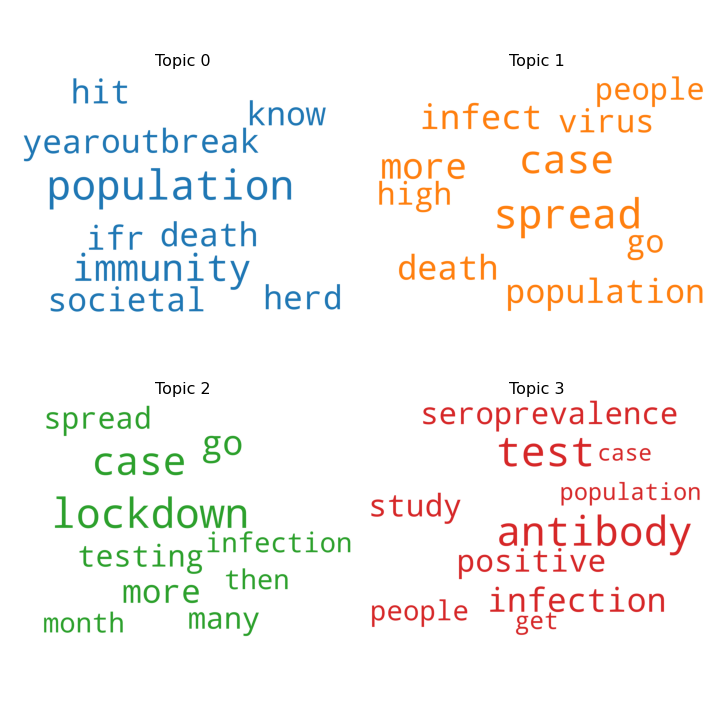 Topic 0
hit
know
yearoutbreak
population
ifr death
immunity
societal
herd
Topic 1
people
infect virus
more case
high
spread
go
death
population
Topic 2
spread
go
case
lockdown
infection
testing
then
more
month
many
Topic 3
seroprevalence
test case
population
study
antibody
positive
infection
people
get